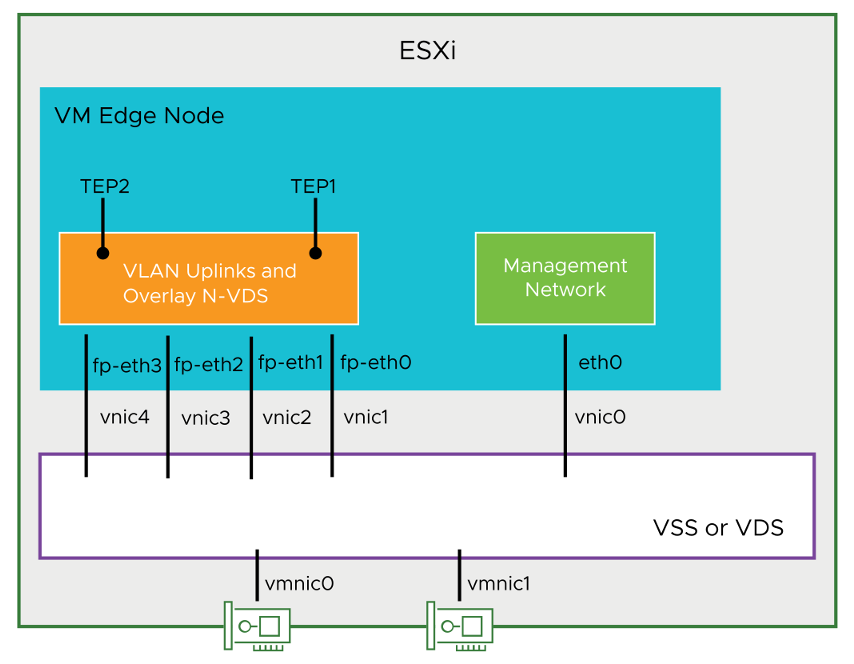 ESXi
VM Edge Node
TEP2
TEP1
VLAN Uplinks and
Overlay N-VDS
Management
Network
fp-eth3
fp-eth2
fp-eth1
fp-eth0
eth0
vnic4
vnic3
vnic2
vnic1
vnic0
VSS or VDS
vmnic0
vmnic1